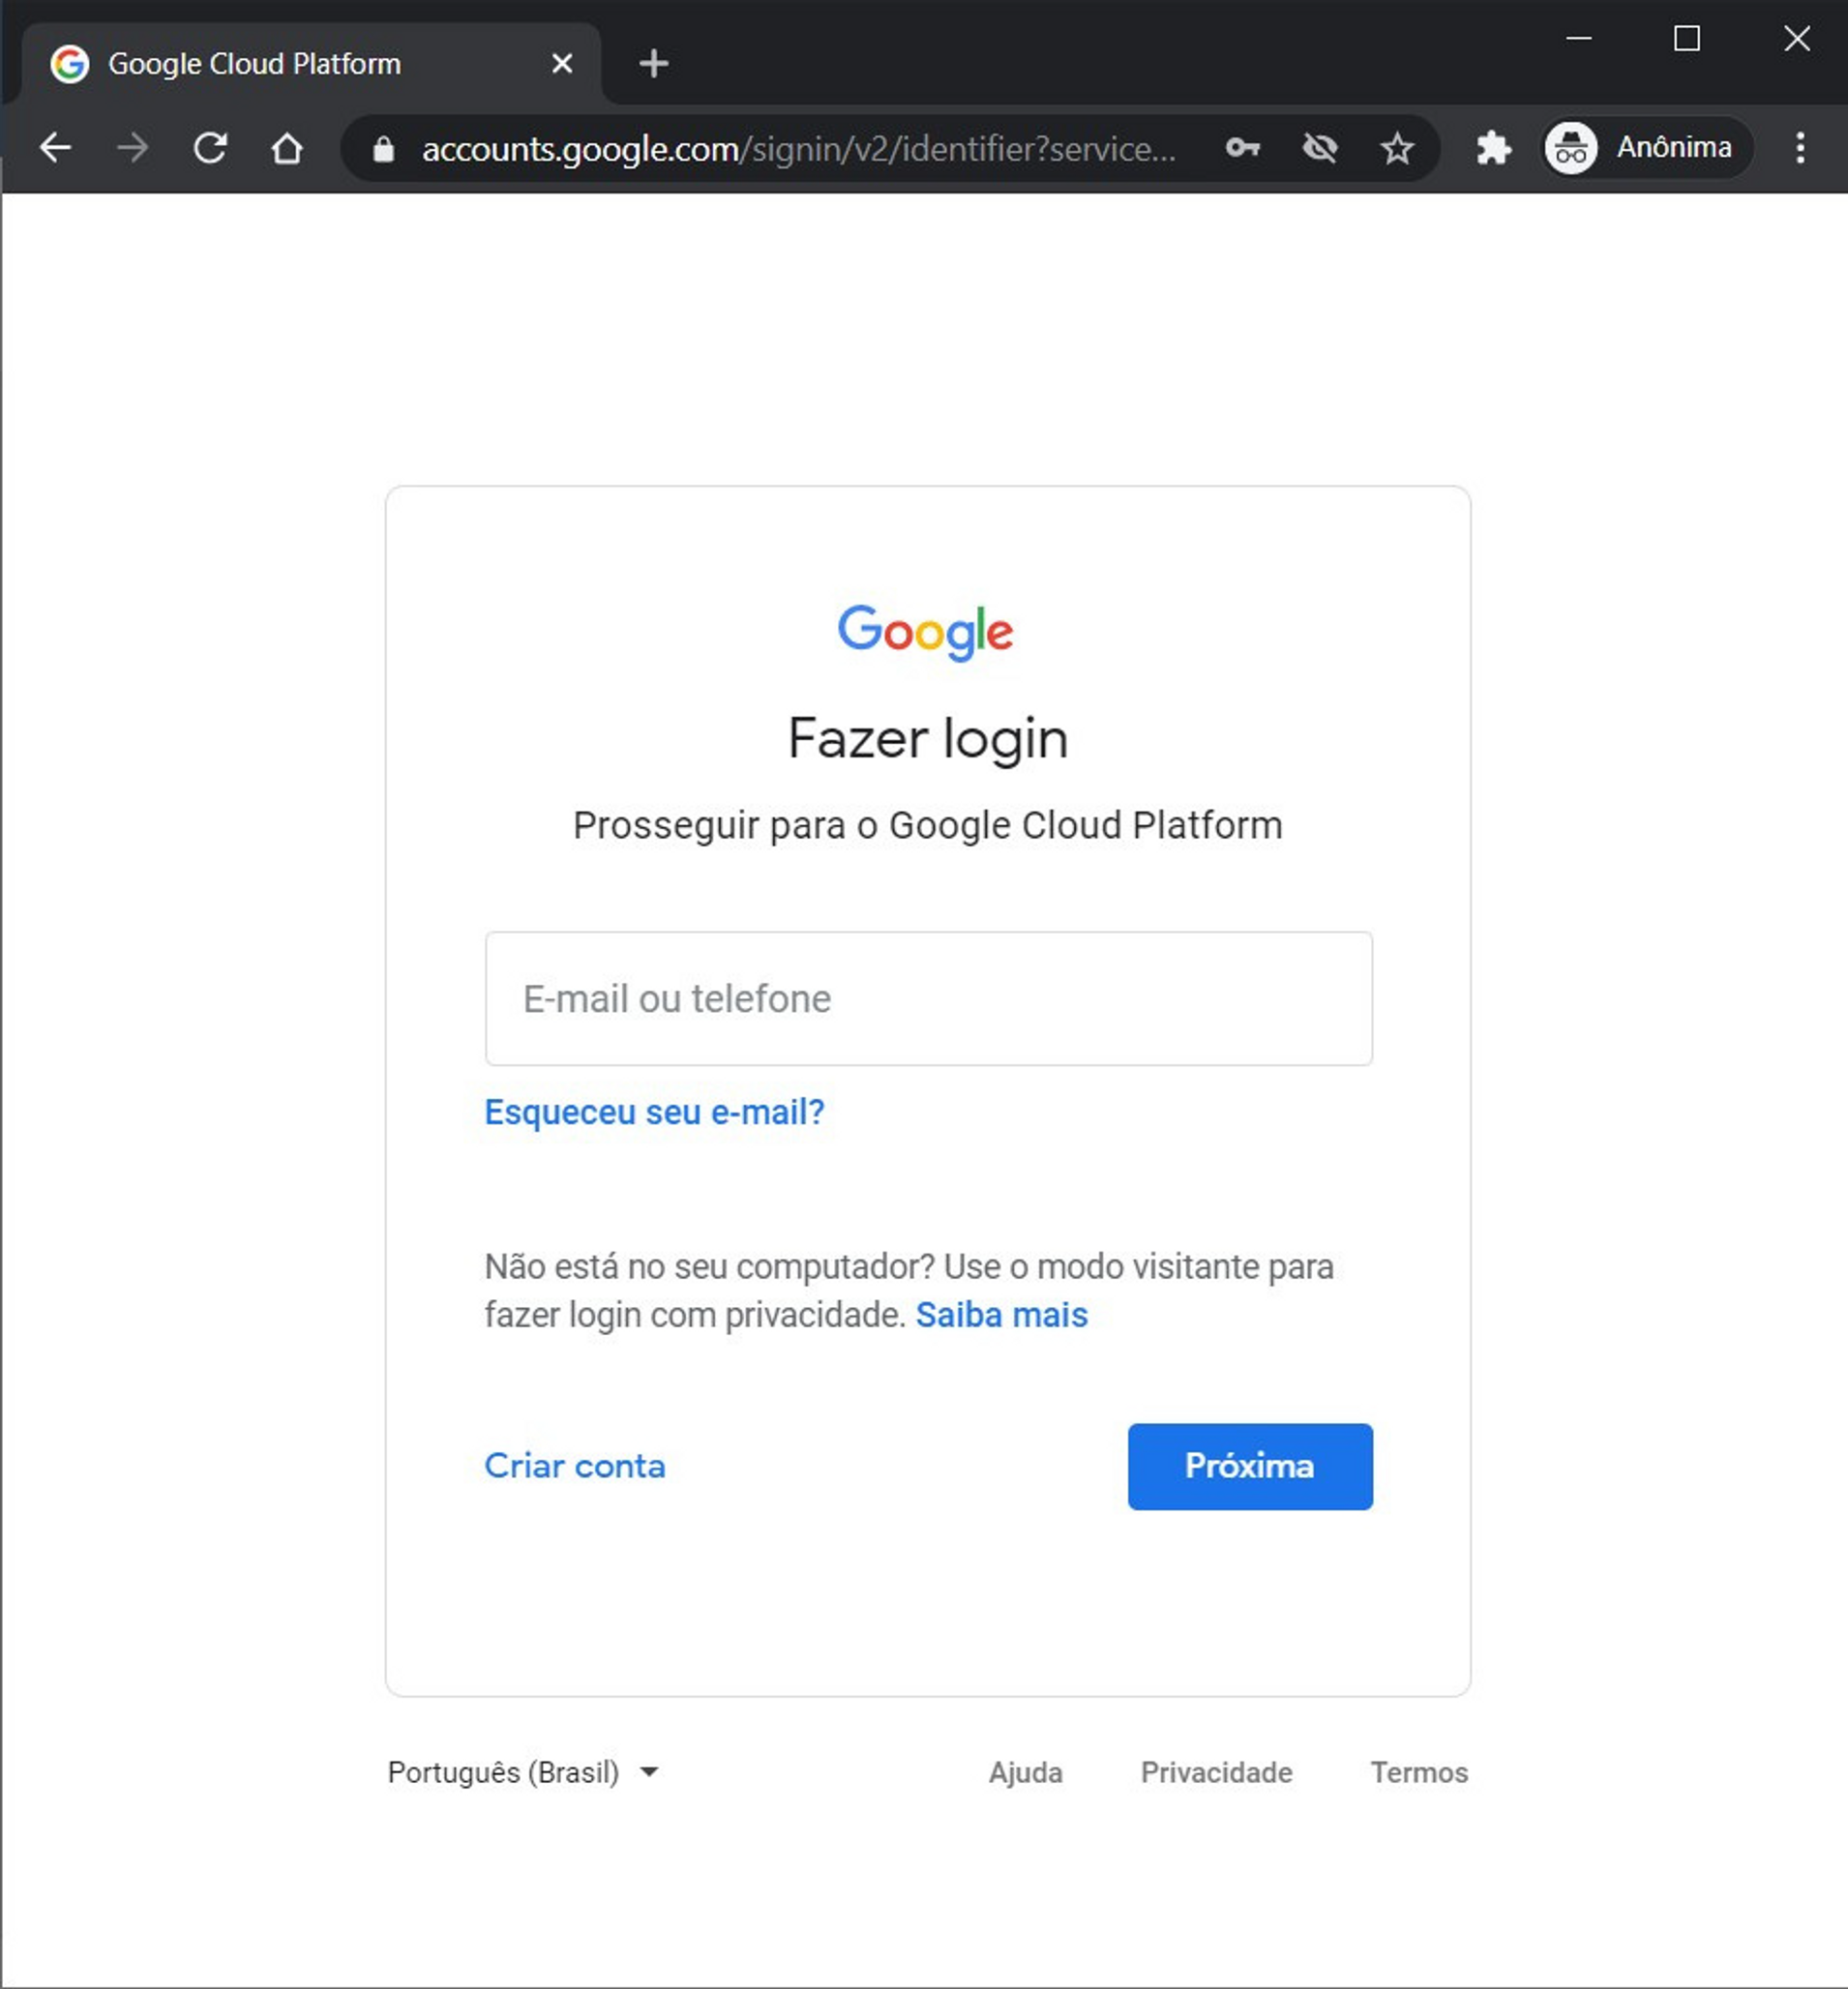 Google Cloud Platform
accounts.google.com/signin/v2/identifier?service...
Anônima
Google
Fazer login
Prosseguir para o Google Cloud Platform
E-mail ou telefone
Esqueceu seu e-mail?
Não está no seu computador? Use o modo visitante para
fazer login com privacidade. Saiba mais
Criar conta
Próxima
Português (Brasil)
Ajuda
Privacidade
Termos